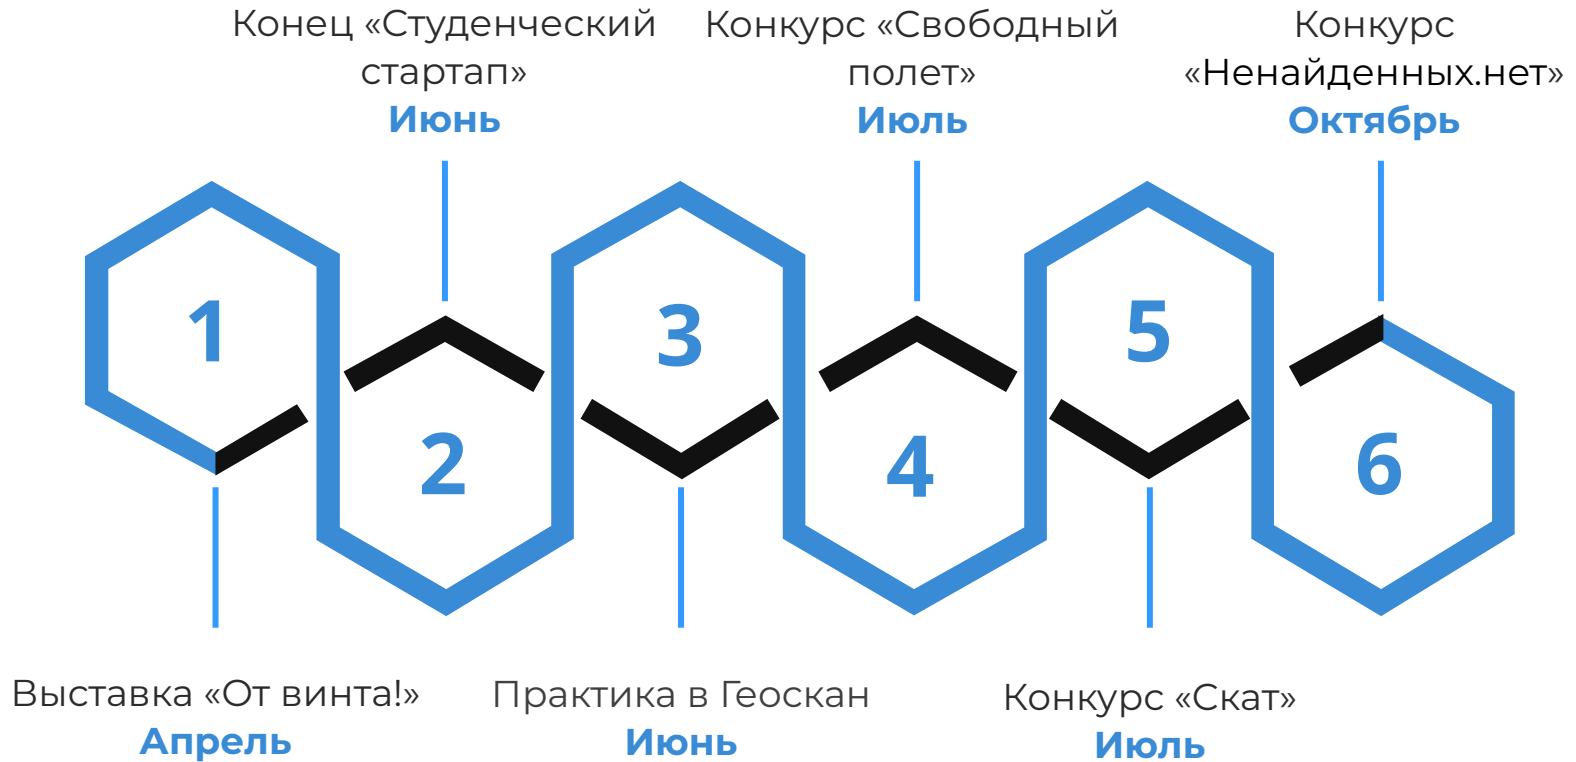 Конец «Студенческий
стартап»
Июнь
Конкурс «Свободный
полет»
Июль
Конкурс
«Ненайденных.нет»
Октябрь
1
2
3
4
5
6
Выставка «От винта!»
Апрель
Практика в Геоскан
Июнь
Конкурс «Скат»
Июль